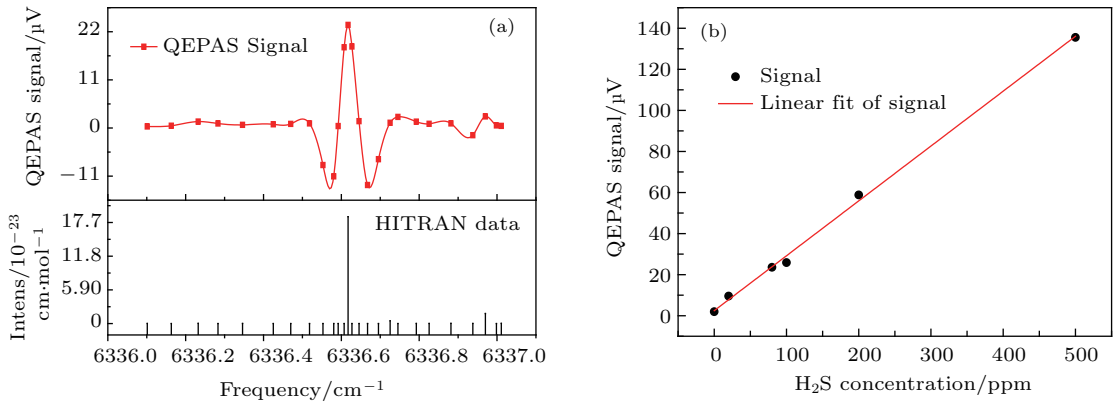 (a)
QEPAS Signal
QEPAS signal/μV
22
11
0
−11
HITRAN data
Intens/10⁻²³
cm·mol⁻¹
17.7
11.8
5.90
0
6336.0 6336.2 6336.4 6336.6 6336.8 6337.0
Frequency/cm⁻¹
(b)
Signal
Linear fit of signal
QEPAS signal/μV
140
120
100
80
60
40
20
0
0 100 200 300 400 500
H₂S concentration/ppm